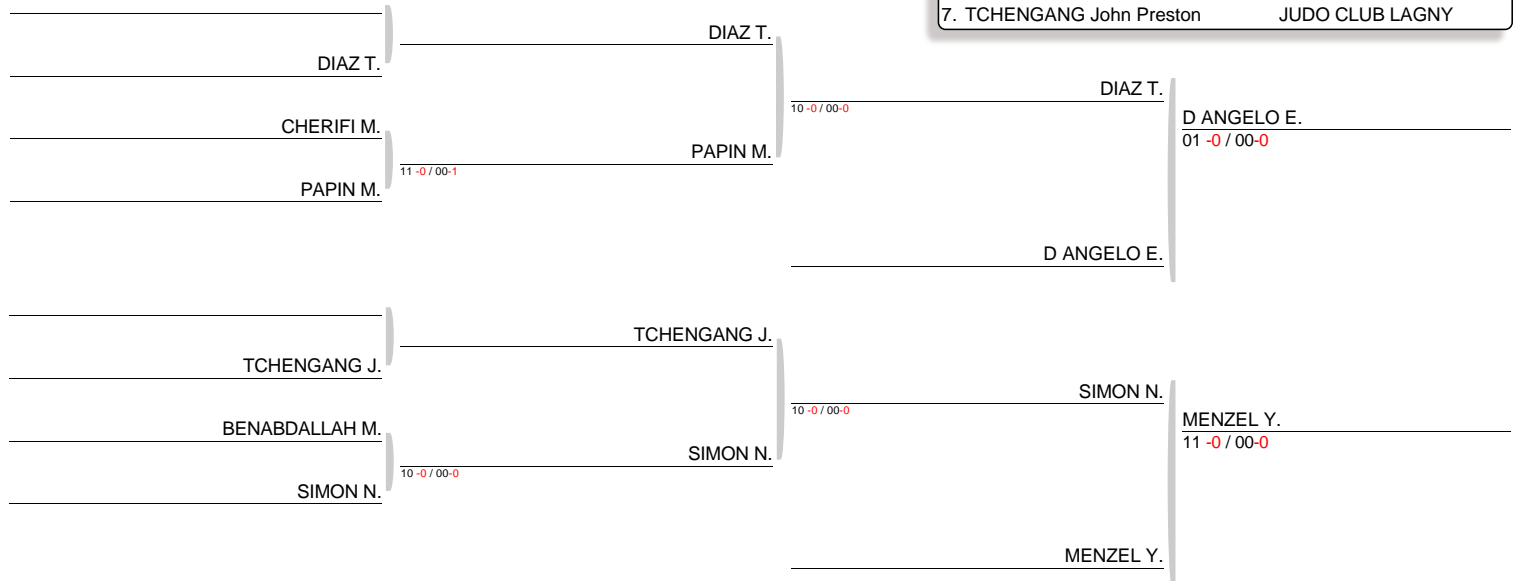 7. TCHENGANG John Preston JUDO CLUB LAGNY
DIAZ T.
DIAZ T.
DIAZ T.
10 -0 / 00-0
D ANGELO E.
01 -0 / 00-0
CHERIFI M.
PAPIN M.
11 -0 / 00-1
PAPIN M.
D ANGELO E.
TCHENGANG J.
TCHENGANG J.
SIMON N.
10 -0 / 00-0
MENZEL Y.
11 -0 / 00-0
BENABDALLAH M.
SIMON N.
10 -0 / 00-0
SIMON N.
MENZEL Y.